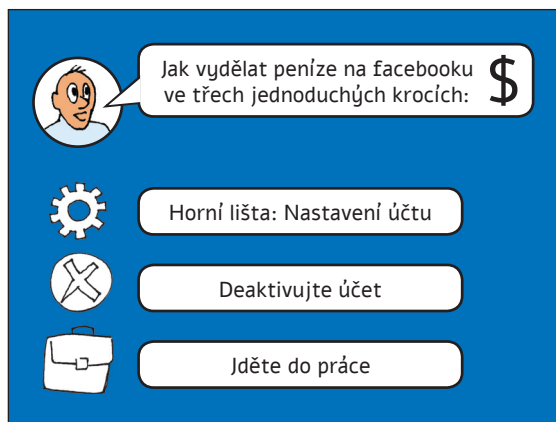 Jak vydělat peníze na facebooku $
ve třech jednoduchých krocích:
Horní lišta: Nastavení účtu
Deaktivujte účet
Jděte do práce